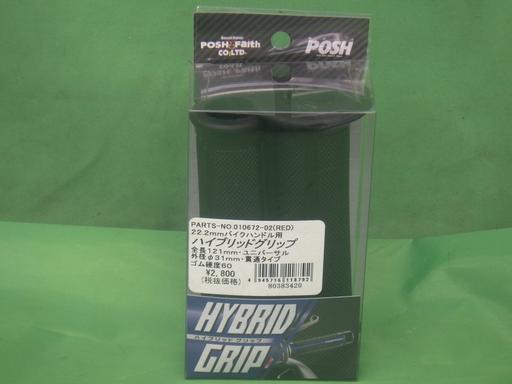 POSH Faith
CO.LTD.
POSH
PARTS-NO.010672-02(RED)
22.2mmバイクハンドル用
ハイブリッドグリップ
全長121mm・ユニバーサル
外径φ31mm・貫通タイプ
ゴム硬度60
¥2,800
(税抜価格)
4945716118792
80383420
HYBRID
ハイブリッドグリップ
GRIP